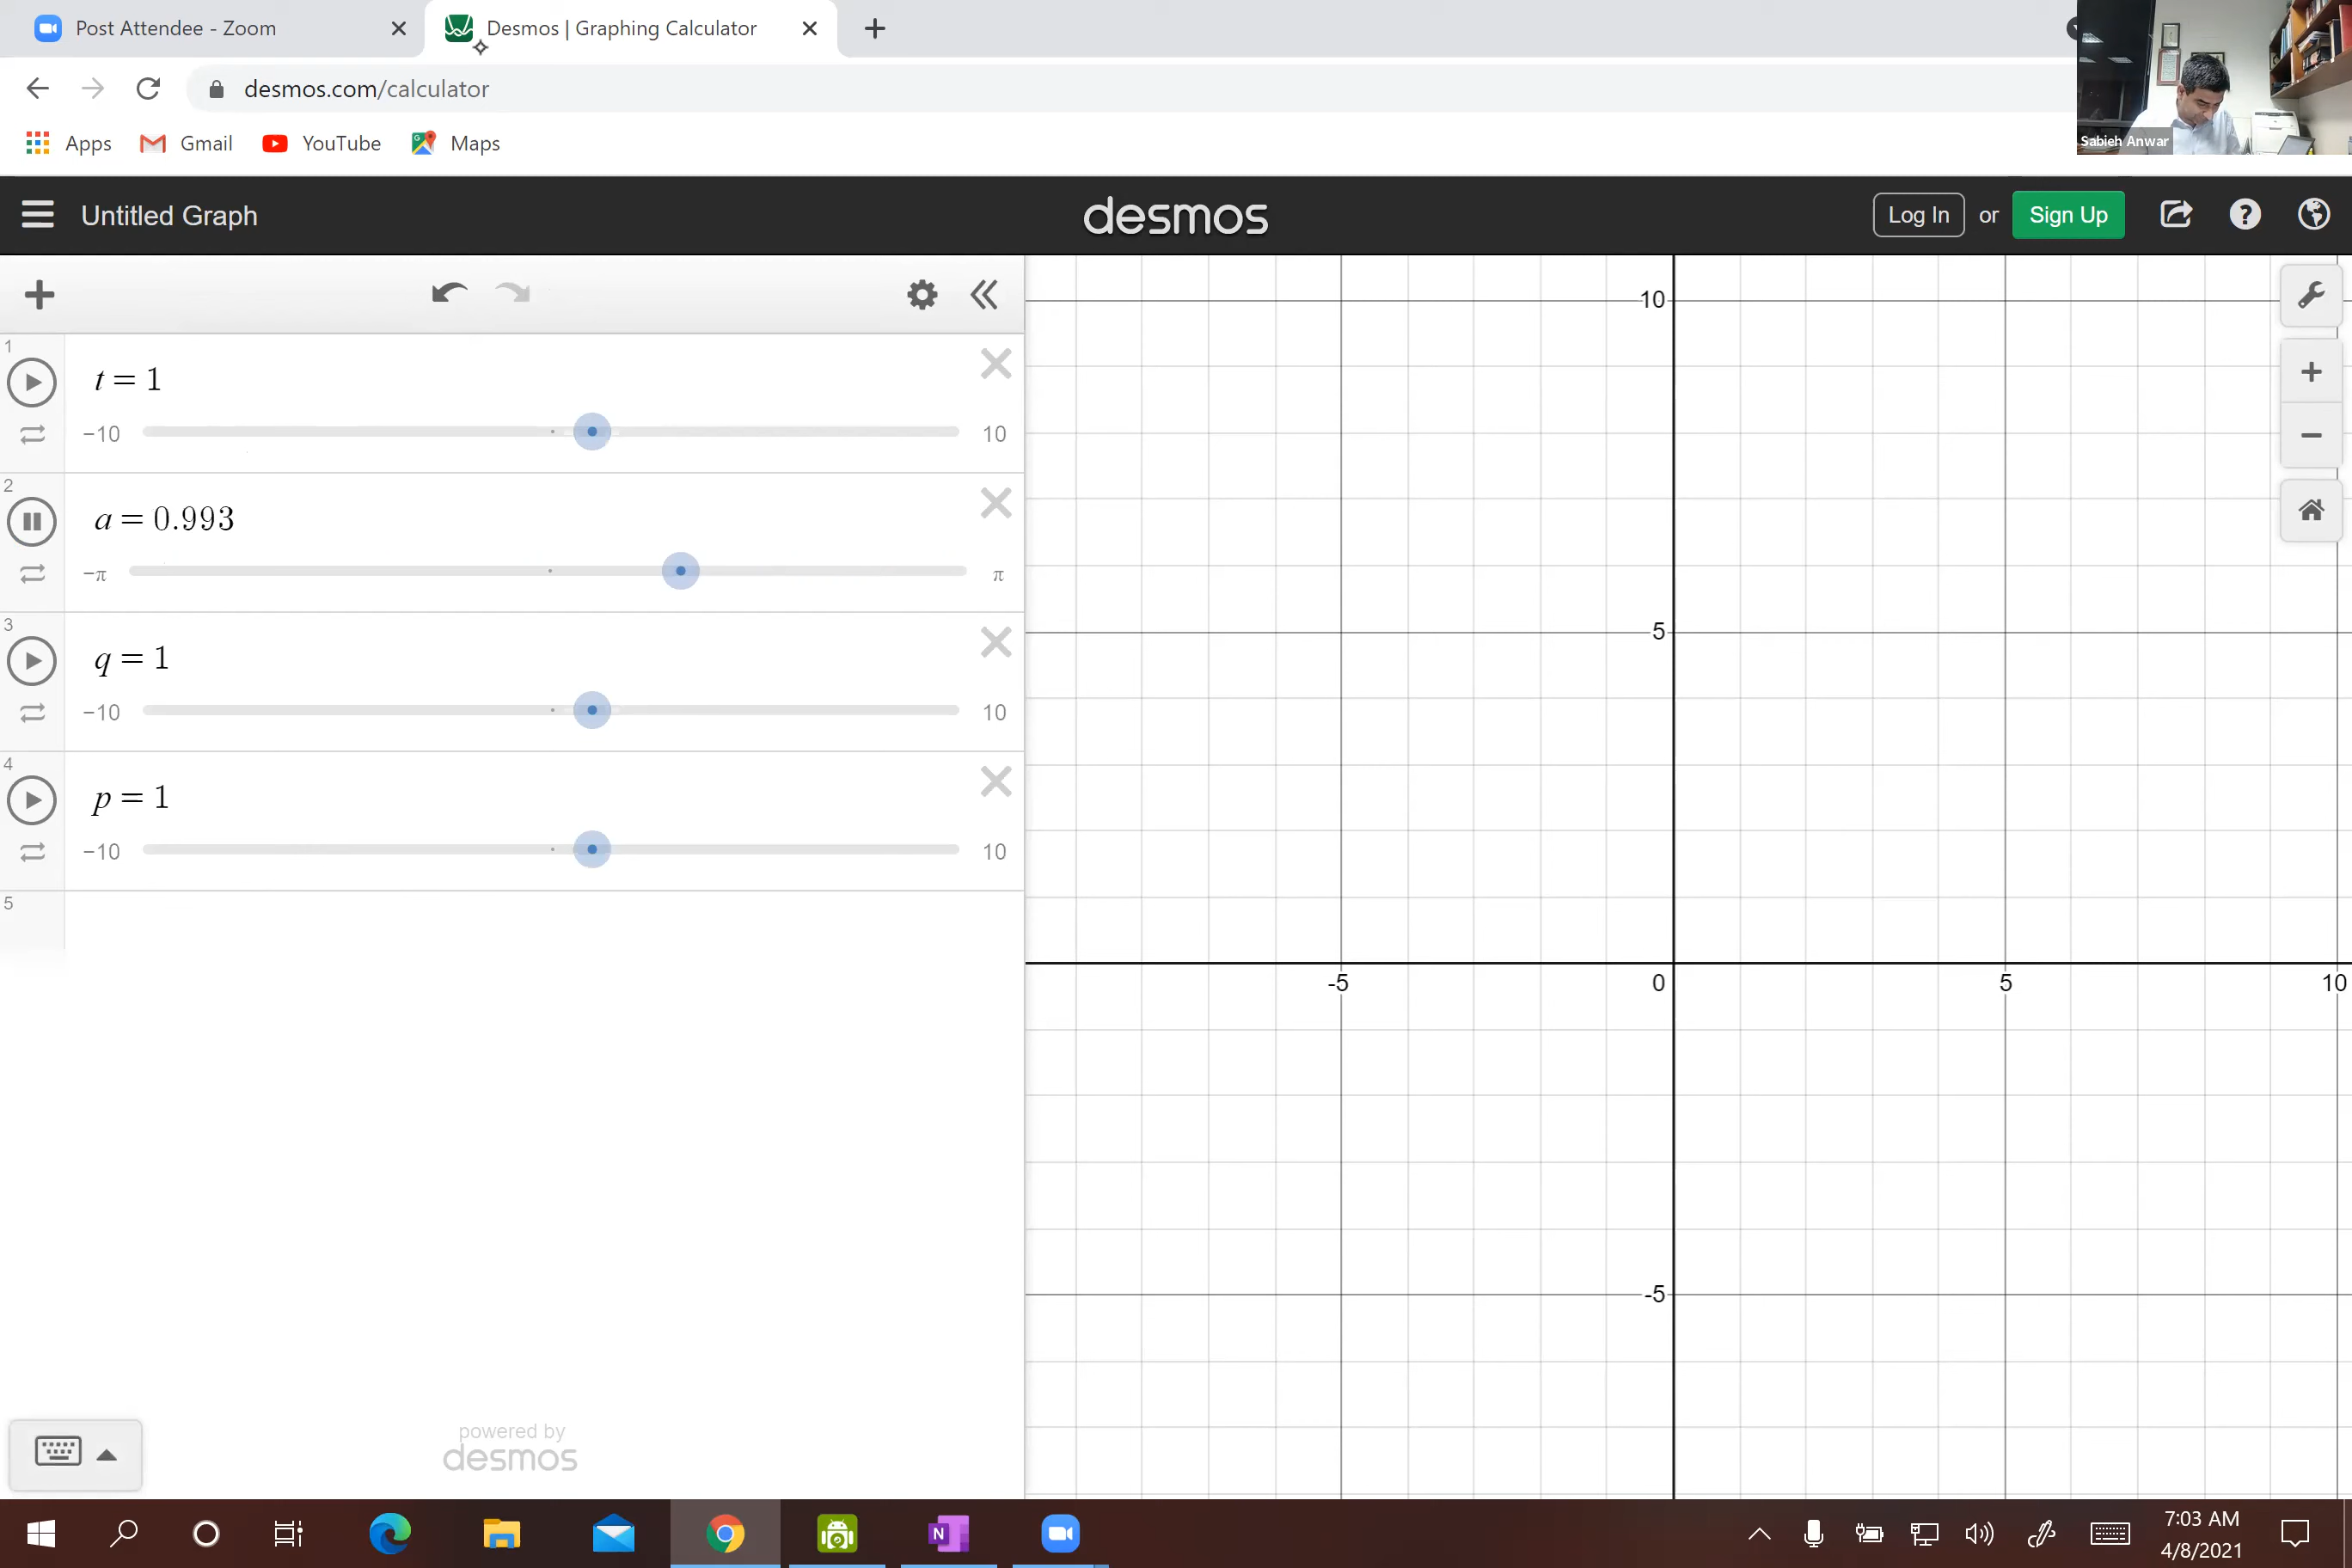 Post Attendee - Zoom
Desmos | Graphing Calculator
desmos.com/calculator
Apps
Gmail
YouTube
Maps
Sabieh Anwar
Untitled Graph
desmos
Log In
or
Sign Up
1
t = 1
−10
10
2
a = 0.993
−π
π
3
q = 1
−10
10
4
p = 1
−10
10
5
10
5
-5
0
5
10
-5
powered by
desmos
N
7:03 AM
4/8/2021